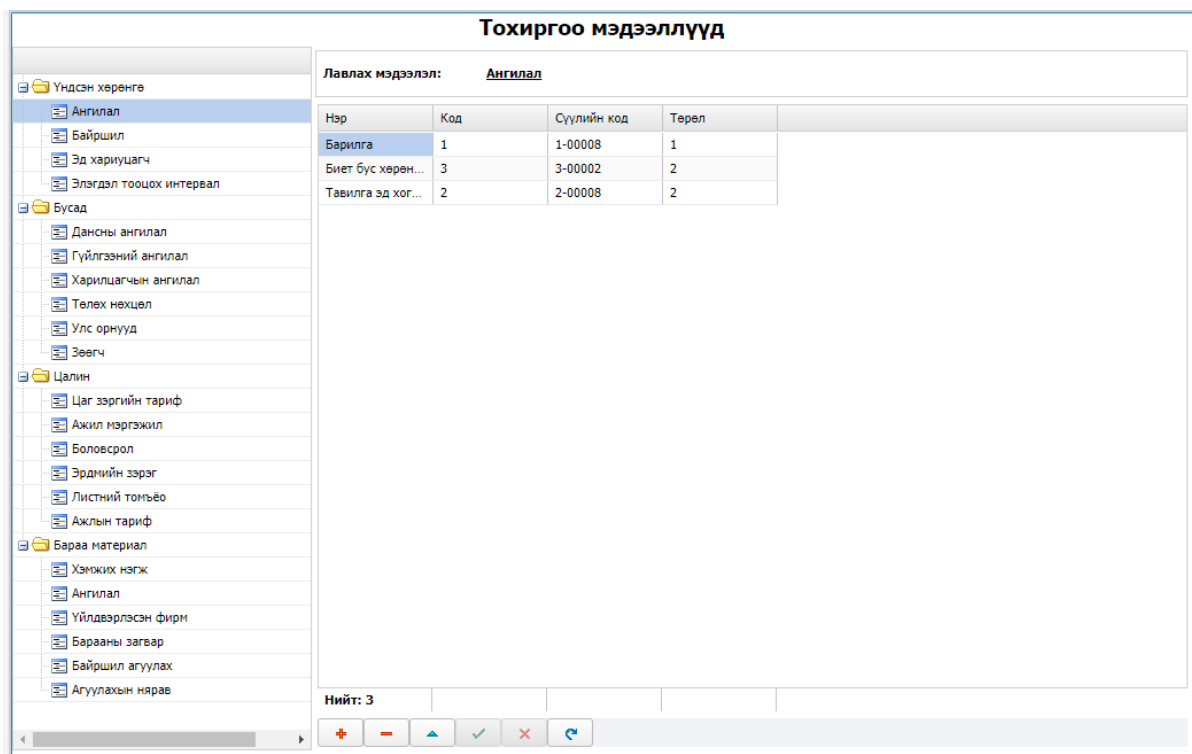 Тохиргоо мэдээллүүд
Үндсэн хөрөнгө
Ангилал
Байршил
Эд хариуцагч
Элэгдэл тооцох интервал
Бусад
Дансны ангилал
Гүйлгээний ангилал
Харилцагчын ангилал
Төлөх нөхцөл
Улс орнууд
Зөөгч
Цалин
Цаг зэргийн тариф
Ажил мэргэжил
Боловсрол
Эрдмийн зэрэг
Листний томъёо
Ажлын тариф
Бараа материал
Хэмжих нэгж
Ангилал
Үйлдвэрлэсэн фирм
Барааны загвар
Байршил агуулах
Агуулахын нярав
Лавлах мэдээлэл: Ангилал
Нэр Код Сүүлийн код Төрөл
Барилга 1 1-00008 1
Биет бус хөрөн... 3 3-00002 2
Тавилга эд хог... 2 2-00008 2
Нийт: 3